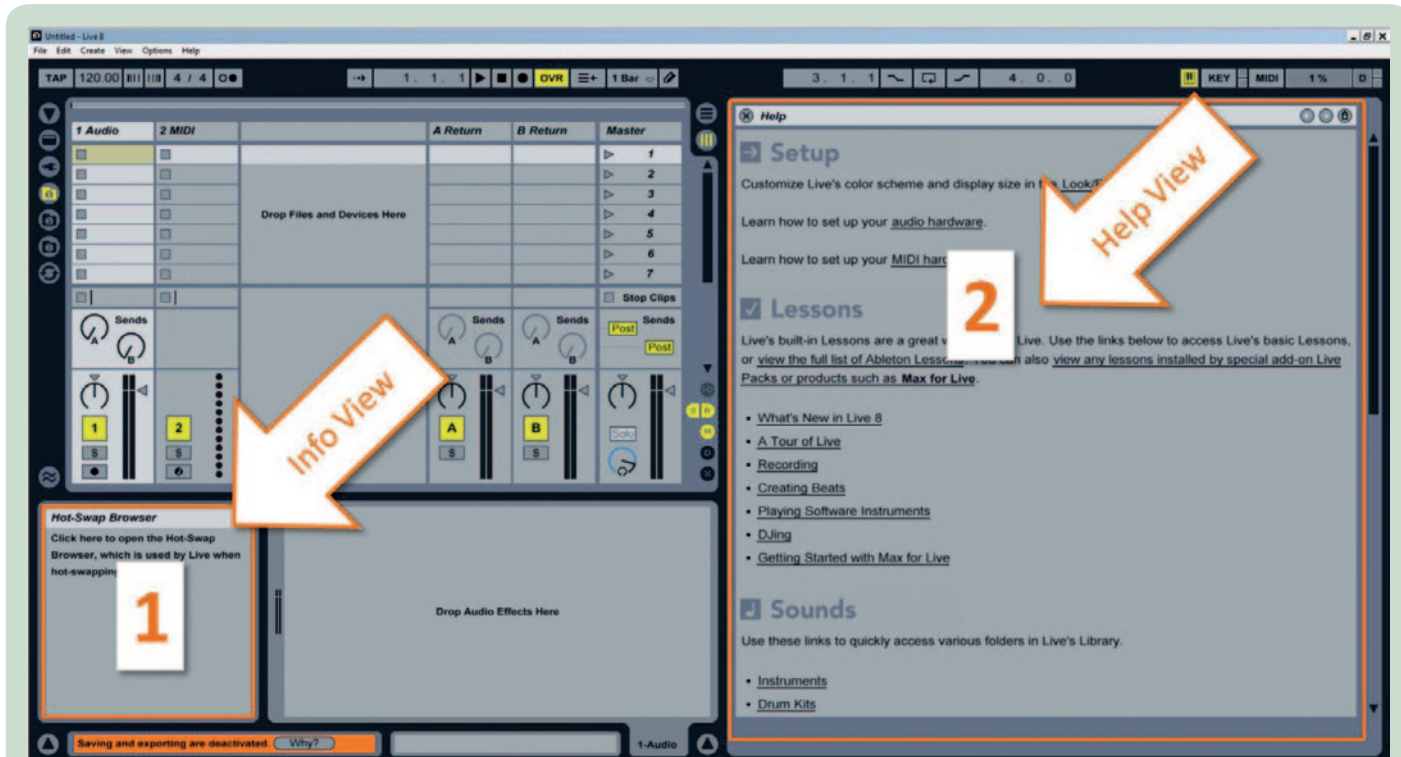 Untitled - Live 8
File Edit Create View Options Help
TAP 120.00 4 / 4 1. 1. 1 OVR 1 Bar 3. 1. 1 4. 0. 0 KEY MIDI 1 % D
1 Audio 2 MIDI A Return B Return Master
1
2
3
Drop Files and Devices Here 4
5
6
7
Stop Clips
Sends Sends Sends Sends
A A A Post
B B B Post
1 2 A B Solo
S S S S
Hot-Swap Browser
Click here to open the Hot-Swap
Browser, which is used by Live when
hot-swapping
1
Info View
Drop Audio Effects Here
Saving and exporting are deactivated. Why?
1-Audio
Help
Setup
Customize Live's color scheme and display size in the
Learn how to set up your audio hardware.
Learn how to set up your MIDI
Help View
2
Lessons
Live's built-in Lessons are a great Live. Use the links below to access Live's basic Lessons,
or view the full list of Ableton also view any lessons installed by special add-on Live
Packs or products such as Max for Live.
• What's New in Live 8
• A Tour of Live
• Recording
• Creating Beats
• Playing Software Instruments
• DJing
• Getting Started with Max for Live
Sounds
Use these links to quickly access various folders in Live's Library.
• Instruments
• Drum Kits